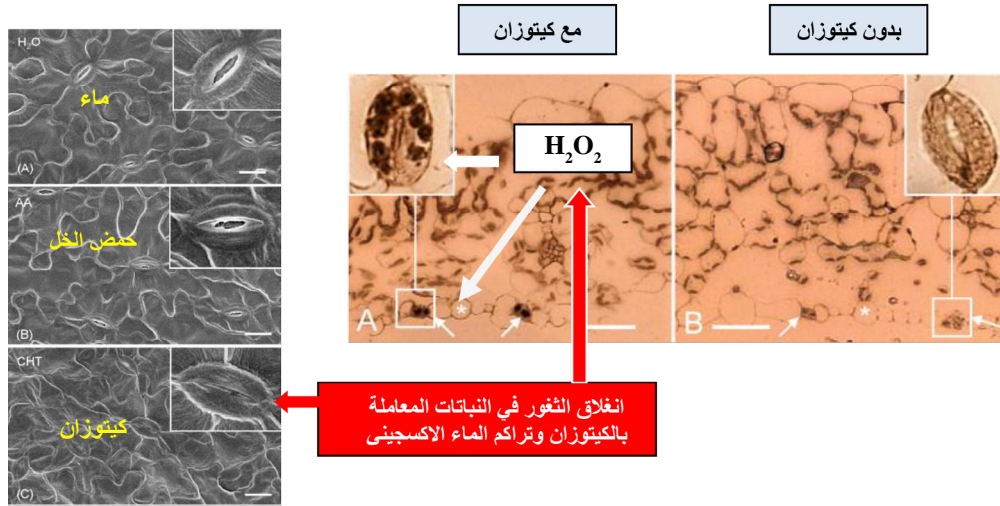 مع كيتوزان
بدون كيتوزان
H₂O
ماء
(A)
AA
حمض الخل
(B)
CHT
كيتوزان
(C)
H₂O₂
A
*
B
*
انغلاق الثغور في النباتات المعاملة
بالكيتوزان وتراكم الماء الاكسجينى